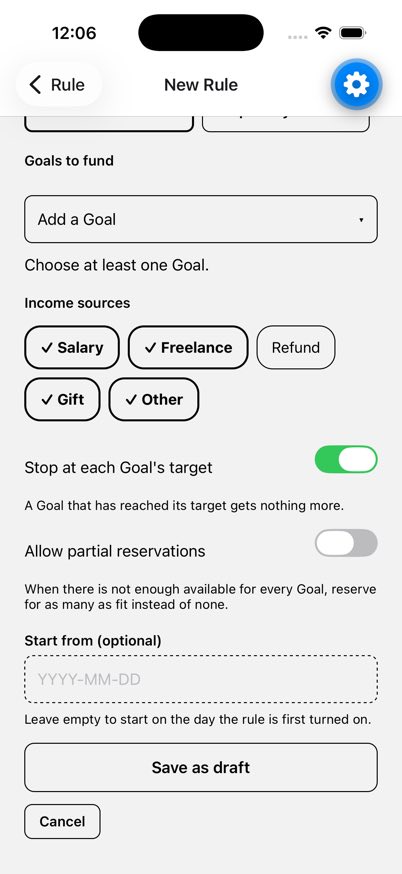 12:06
Rule
New Rule
Goals to fund
Add a Goal
Choose at least one Goal.
Income sources
✓ Salary
✓ Freelance
Refund
✓ Gift
✓ Other
Stop at each Goal's target
A Goal that has reached its target gets nothing more.
Allow partial reservations
When there is not enough available for every Goal, reserve
for as many as fit instead of none.
Start from (optional)
YYYY-MM-DD
Leave empty to start on the day the rule is first turned on.
Save as draft
Cancel